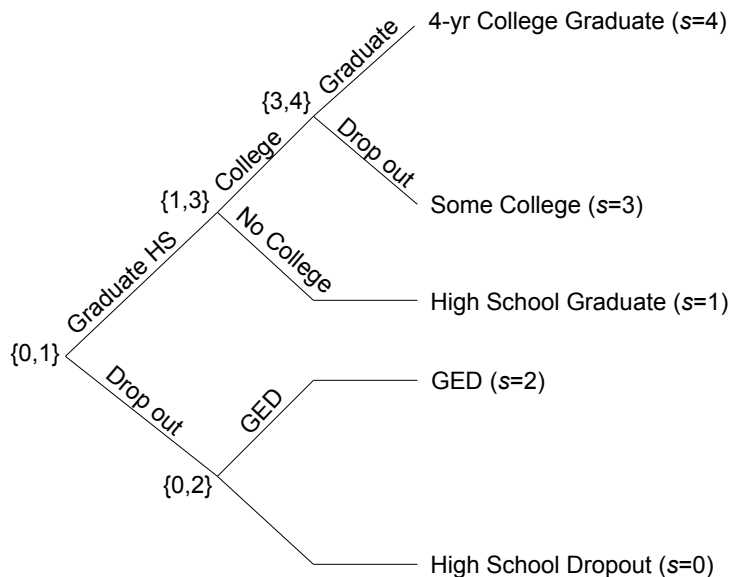 4-yr College Graduate (s=4)
Graduate
{3,4}
College
Drop out
{1,3}
Some College (s=3)
No College
Graduate HS
High School Graduate (s=1)
{0,1}
Drop out
GED
GED (s=2)
{0,2}
High School Dropout (s=0)